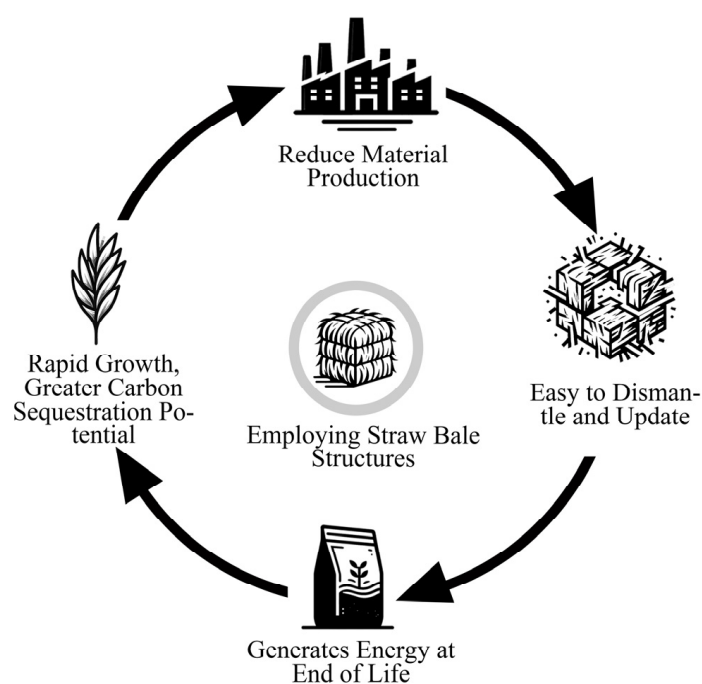 Reduce Material
Production
Rapid Growth,
Greater Carbon
Sequestration Po-
tential
Easy to Disman-
tle and Update
Employing Straw Bale
Structures
Generates Energy at
End of Life